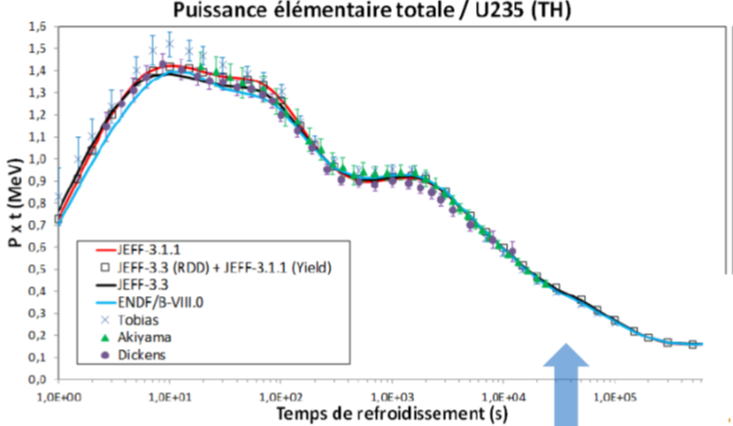 Puissance élémentaire totale / U235 (TH)
1,6
1,5
1,4
1,3
1,2
1,1
1,0
0,9
0,8
0,7
0,6
0,5
0,4
0,3
0,2
0,1
0,0
P x t (MeV)
JEFF-3.1.1
JEFF-3.3 (RDD) + JEFF-3.1.1 (Yield)
JEFF-3.3
ENDF/B-VIII.0
Tobias
Akiyama
Dickens
1,0E+00 1,0E+01 1,0E+02 1,0E+03 1,0E+04 1,0E+05
Temps de refroidissement (s)